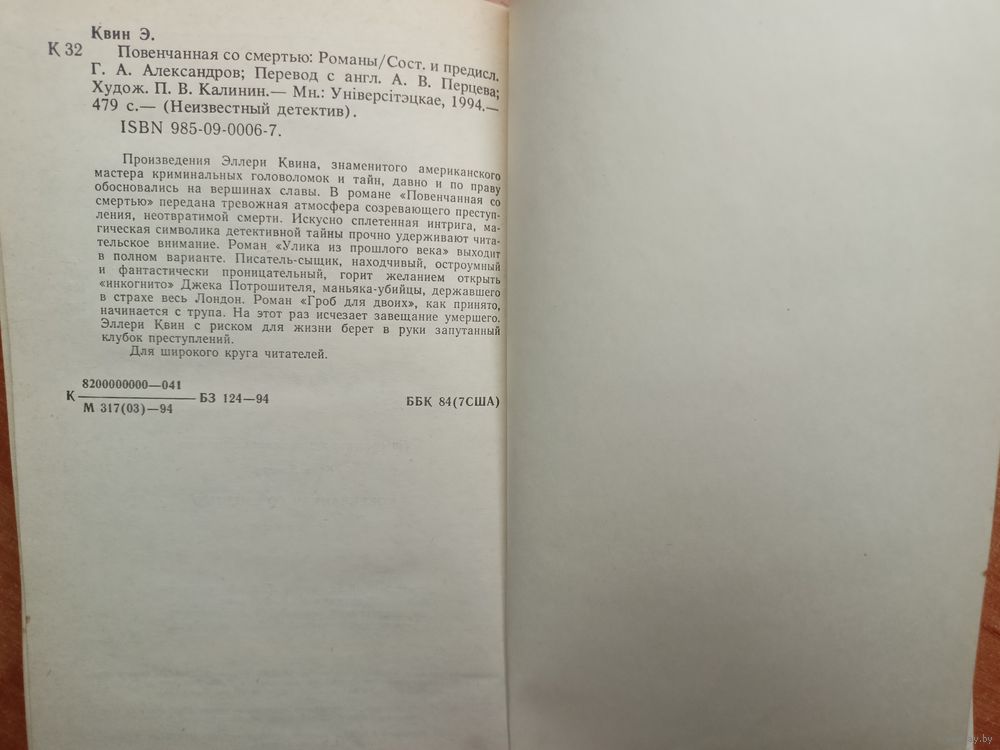 Квин Э.
К 32 Повенчанная со смертью: Романы/Сост. и предисл.
Г. А. Александров; Перевод с англ. А. В. Перцева;
Худож. П. В. Калинин.— Мн.: Універсітэцкае, 1994.—
479 с.— (Неизвестный детектив).
ISBN 985-09-0006-7.
Произведения Эллери Квина, знаменитого американского
мастера криминальных головоломок и тайн, давно и по праву
обосновались на вершинах славы. В романе «Повенчанная со
смертью» передана тревожная атмосфера созревающего преступ-
ления, неотвратимой смерти. Искусно сплетенная интрига, ма-
гическая символика детективной тайны прочно удерживают чита-
тельское внимание. Роман «Улика из прошлого века» выходит
в полном варианте. Писатель-сыщик, находчивый, остроумный
и фантастически проницательный, горит желанием открыть
«инкогнито» Джека Потрошителя, маньяка-убийцы, державшего
в страхе весь Лондон. Роман «Гроб для двоих», как принято,
начинается с трупа. На этот раз исчезает завещание умершего.
Эллери Квин с риском для жизни берет в руки запутанный
клубок преступлений.
Для широкого круга читателей.
8200000000—041
К БЗ 124—94
М 317(03)—94
ББК 84(7США)